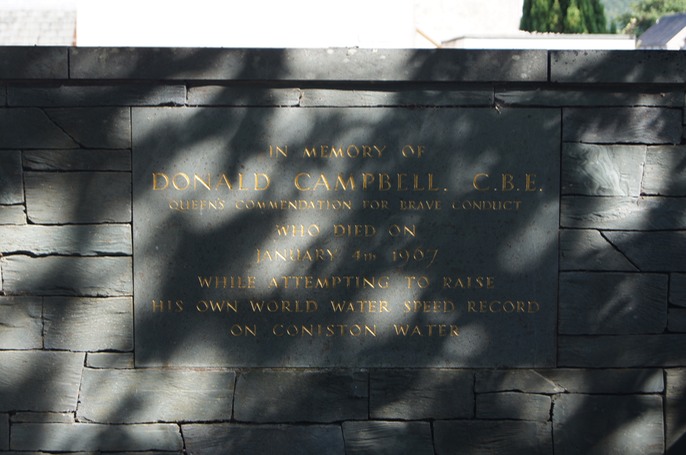 IN MEMORY OF
DONALD CAMPBELL. C.B.E.
QUEEN'S COMMENDATION FOR BRAVE CONDUCT
WHO DIED ON
JANUARY 4TH 1967
WHILE ATTEMPTING TO RAISE
HIS OWN WORLD WATER SPEED RECORD
ON CONISTON WATER